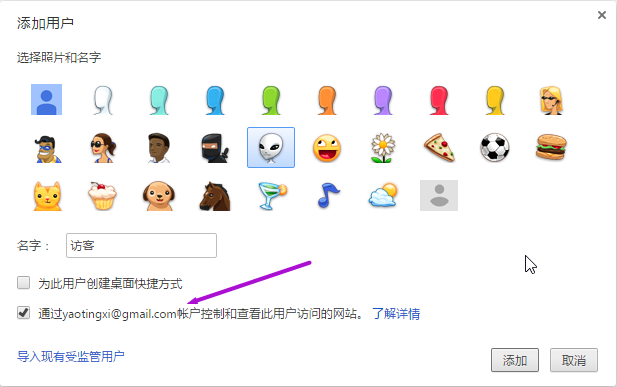 添加用户
选择照片和名字
名字：
访客
为此用户创建桌面快捷方式
通过yaotingxi@gmail.com帐户控制和查看此用户访问的网站。 了解详情
导入现有受监管用户
添加
取消